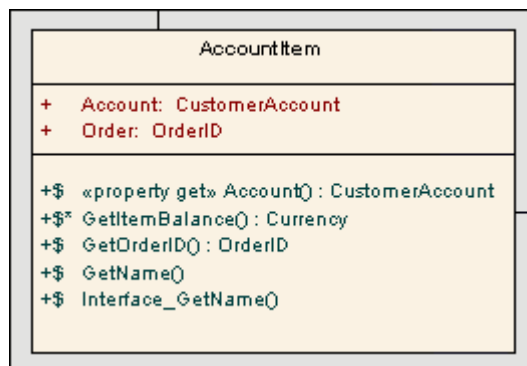 AccountItem
+ Account: CustomerAccount
+ Order: OrderID
+$ «property get» Account() : CustomerAccount
+$* GetItemBalance() : Currency
+$ GetOrderID() : OrderID
+$ GetName()
+$ Interface_GetName()